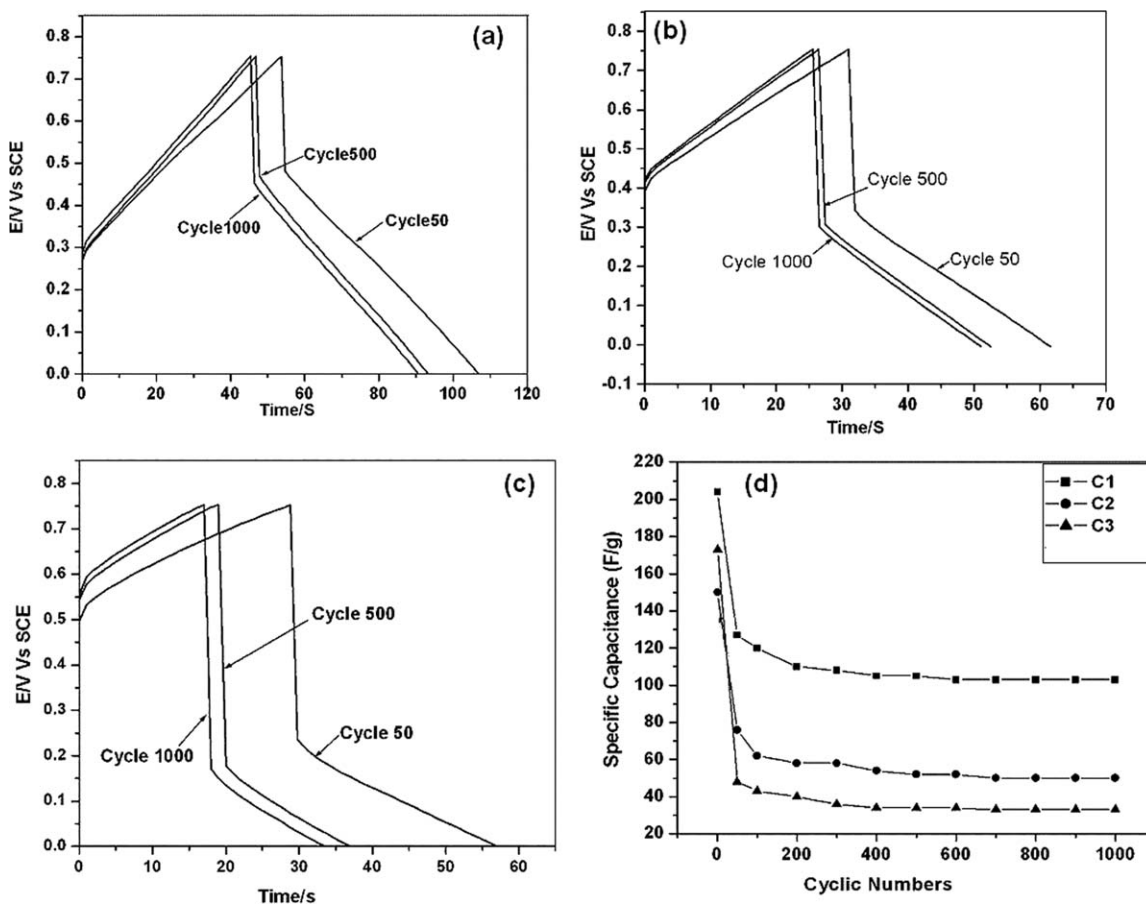 (a)
0.8
0.7
0.6
0.5
0.4
0.3
0.2
0.1
0.0
E/V Vs SCE
Cycle500
Cycle1000
Cycle50
0 20 40 60 80 100 120
Time/S
(b)
0.8
0.7
0.6
0.5
0.4
0.3
0.2
0.1
0.0
-0.1
E/V Vs SCE
Cycle 500
Cycle 1000
Cycle 50
0 10 20 30 40 50 60 70
Time/S
(c)
0.8
0.7
0.6
0.5
0.4
0.3
0.2
0.1
0.0
E/V Vs SCE
Cycle 500
Cycle 50
Cycle 1000
0 10 20 30 40 50 60
Time/s
(d)
C1
C2
C3
220
200
180
160
140
120
100
80
60
40
20
Specific Capacitance (F/g)
0 200 400 600 800 1000
Cyclic Numbers